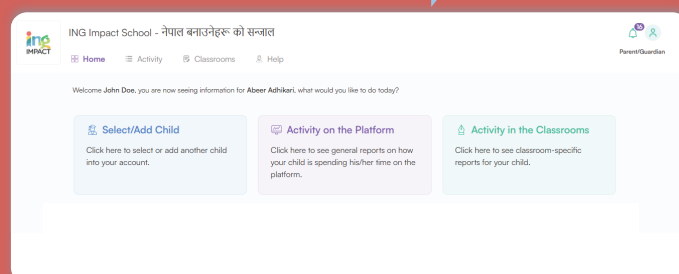 ing
IMPACT
ING Impact School - नेपाल बनाउनेहरू को सन्जाल
16
Parent/Guardian
Home Activity Classrooms Help
Welcome John Doe, you are now seeing information for Abeer Adhikari, what would you like to do today?
Select/Add Child
Click here to select or add another child
into your account.
Activity on the Platform
Click here to see general reports on how
your child is spending his/her time on the
platform.
Activity in the Classrooms
Click here to see classroom-specific
reports for your child.